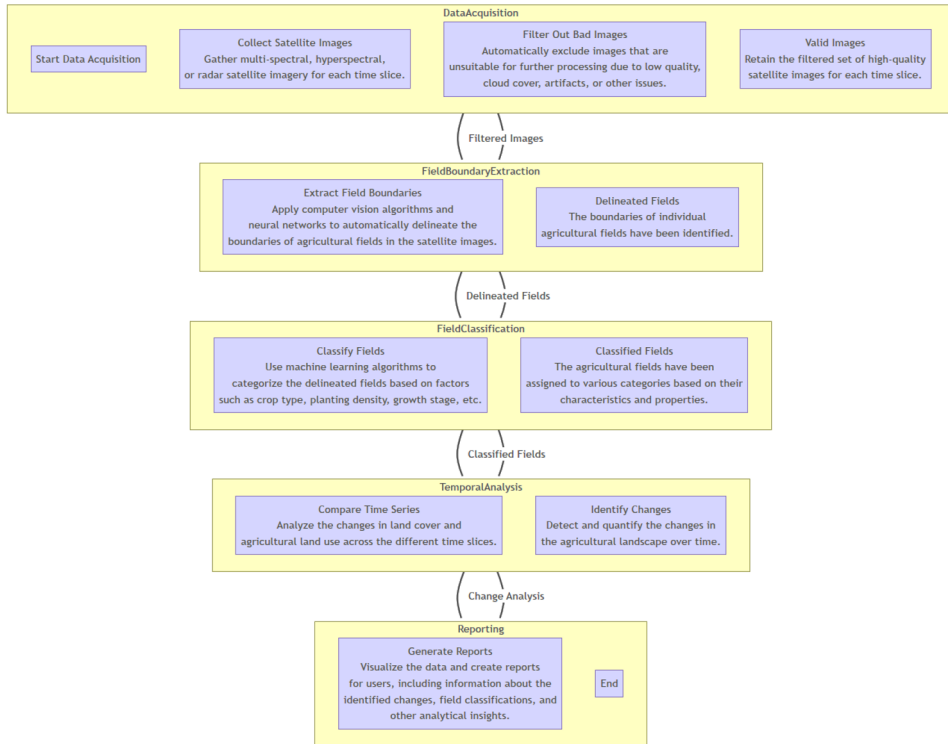 DataAcquisition
Start Data Acquisition
Collect Satellite Images
Gather multi-spectral, hyperspectral,
or radar satellite imagery for each time slice.
Filter Out Bad Images
Automatically exclude images that are
unsuitable for further processing due to low quality,
cloud cover, artifacts, or other issues.
Valid Images
Retain the filtered set of high-quality
satellite images for each time slice.
Filtered Images
FieldBoundaryExtraction
Extract Field Boundaries
Apply computer vision algorithms and
neural networks to automatically delineate the
boundaries of agricultural fields in the satellite images.
Delineated Fields
The boundaries of individual
agricultural fields have been identified.
Delineated Fields
FieldClassification
Classify Fields
Use machine learning algorithms to
categorize the delineated fields based on factors
such as crop type, planting density, growth stage, etc.
Classified Fields
The agricultural fields have been
assigned to various categories based on their
characteristics and properties.
Classified Fields
TemporalAnalysis
Compare Time Series
Analyze the changes in land cover and
agricultural land use across the different time slices.
Identify Changes
Detect and quantify the changes in
the agricultural landscape over time.
Change Analysis
Reporting
Generate Reports
Visualize the data and create reports
for users, including information about the
identified changes, field classifications, and
other analytical insights.
End